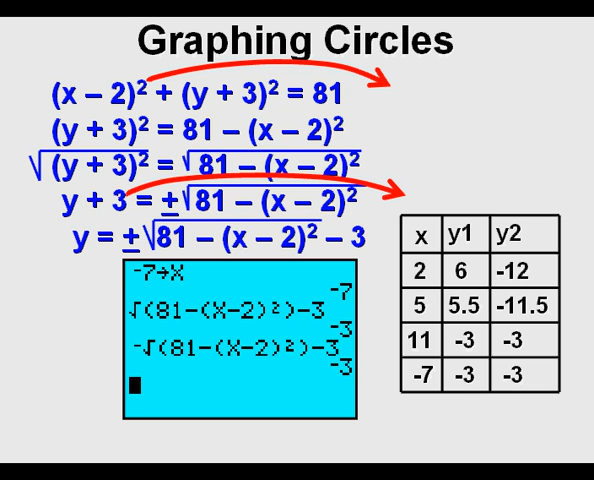 Graphing Circles
(x – 2)² + (y + 3)² = 81
(y + 3)² = 81 – (x – 2)²
√(y + 3)² = √81 – (x – 2)²
y + 3 = ±√81 – (x – 2)²
y = ±√81 – (x – 2)² – 3
⁻7→X
⁻7
√(81-(X-2)²)-3
⁻3
⁻√(81-(X-2)²)-3
⁻3
x y1 y2
2 6 -12
5 5.5 -11.5
11 -3 -3
-7 -3 -3